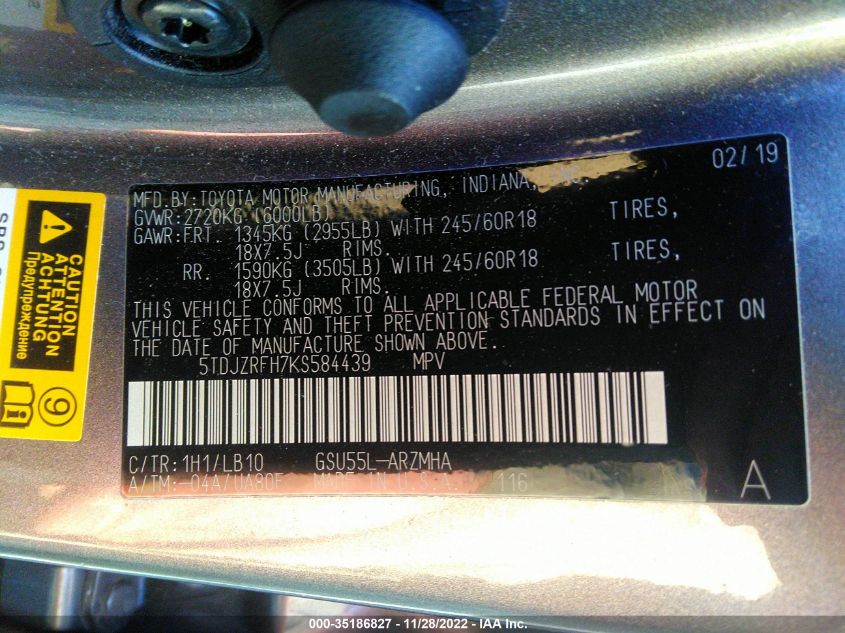 02/19
MFD.BY:TOYOTA MOTOR MANUFACTURING, INDIANA,
GVWR:2720KG (6000LB)
GAWR:FRT. 1345KG (2955LB) WITH 245/60R18 TIRES,
18X7.5J RIMS.
RR. 1590KG (3505LB) WITH 245/60R18 TIRES,
18X7.5J RIMS.
THIS VEHICLE CONFORMS TO ALL APPLICABLE FEDERAL MOTOR
VEHICLE SAFETY AND THEFT PREVENTION STANDARDS IN EFFECT ON
THE DATE OF MANUFACTURE SHOWN ABOVE.
5TDJZRFH7KS584439 MPV
C/TR:1H1/LB10 GSU55L-ARZMHA
A/TM:-04A/UA80F MADE IN U.S.A. 116
A
CAUTION
ATTENTION
ACHTUNG
Предупреждение
9
000-35186827 - 11/28/2022 - IAA Inc.